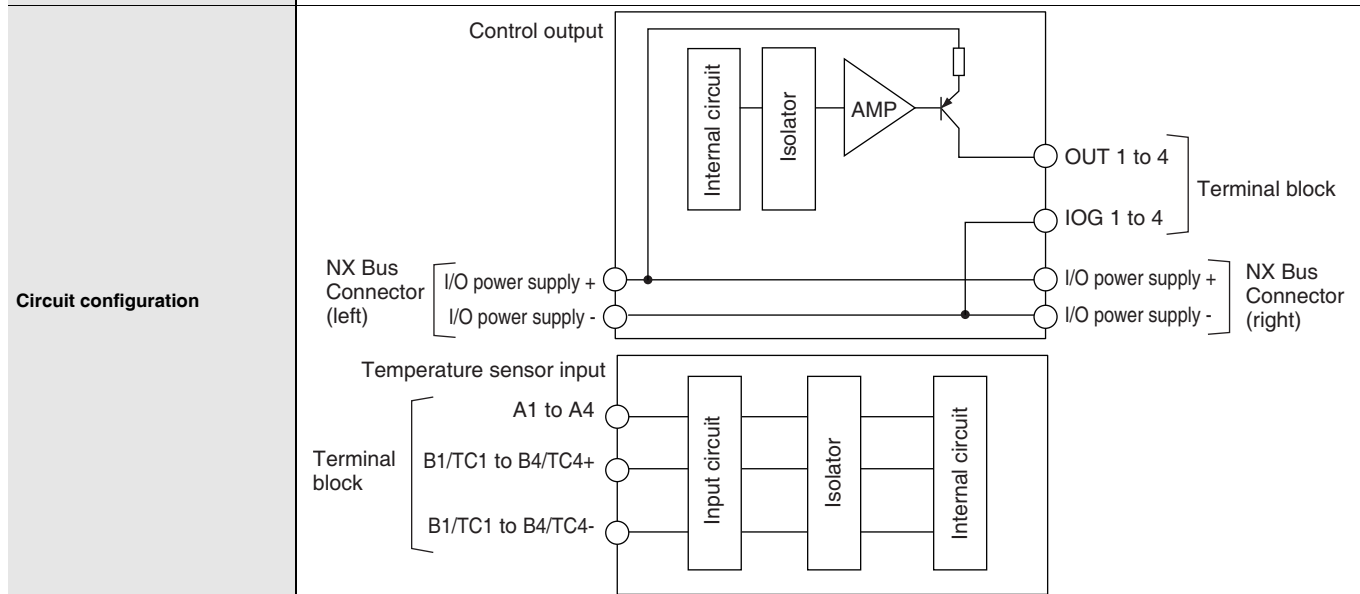 Circuit configuration
Control output
Internal circuit
Isolator
AMP
OUT 1 to 4
IOG 1 to 4
Terminal block
NX Bus
Connector
(left)
I/O power supply +
I/O power supply -
I/O power supply +
I/O power supply -
NX Bus
Connector
(right)
Temperature sensor input
Terminal
block
A1 to A4
B1/TC1 to B4/TC4+
B1/TC1 to B4/TC4-
Input circuit
Isolator
Internal circuit